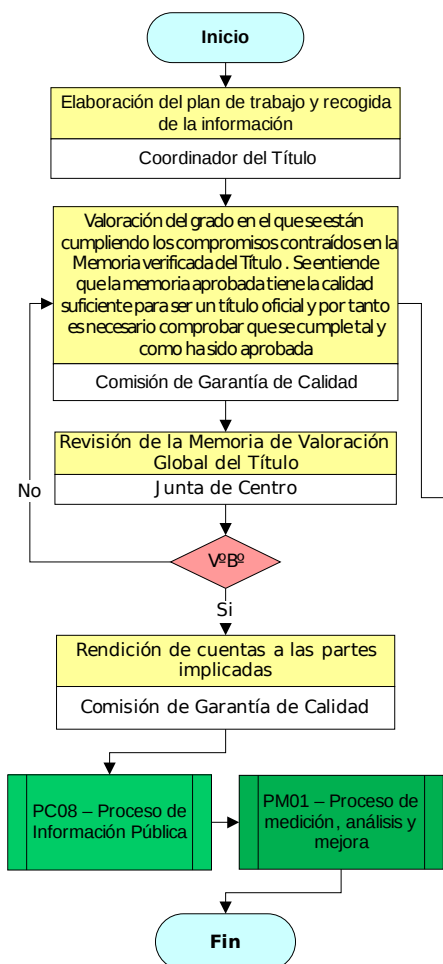 Inicio
Elaboración del plan de trabajo y recogida
de la información
Coordinador del Título
Valoración del grado en el que se están
cumpliendo los compromisos contraídos en la
Memoria verificada del Título . Se entiende
que la memoria aprobada tiene la calidad
suficiente para ser un título oficial y por tanto
es necesario comprobar que se cumple tal y
como ha sido aprobada
Comisión de Garantía de Calidad
Revisión de la Memoria de Valoración
Global del Título
Junta de Centro
No
VºBº
Si
Rendición de cuentas a las partes
implicadas
Comisión de Garantía de Calidad
PC08 – Proceso de
Información Pública
PM01 – Proceso de
medición, análisis y
mejora
Fin